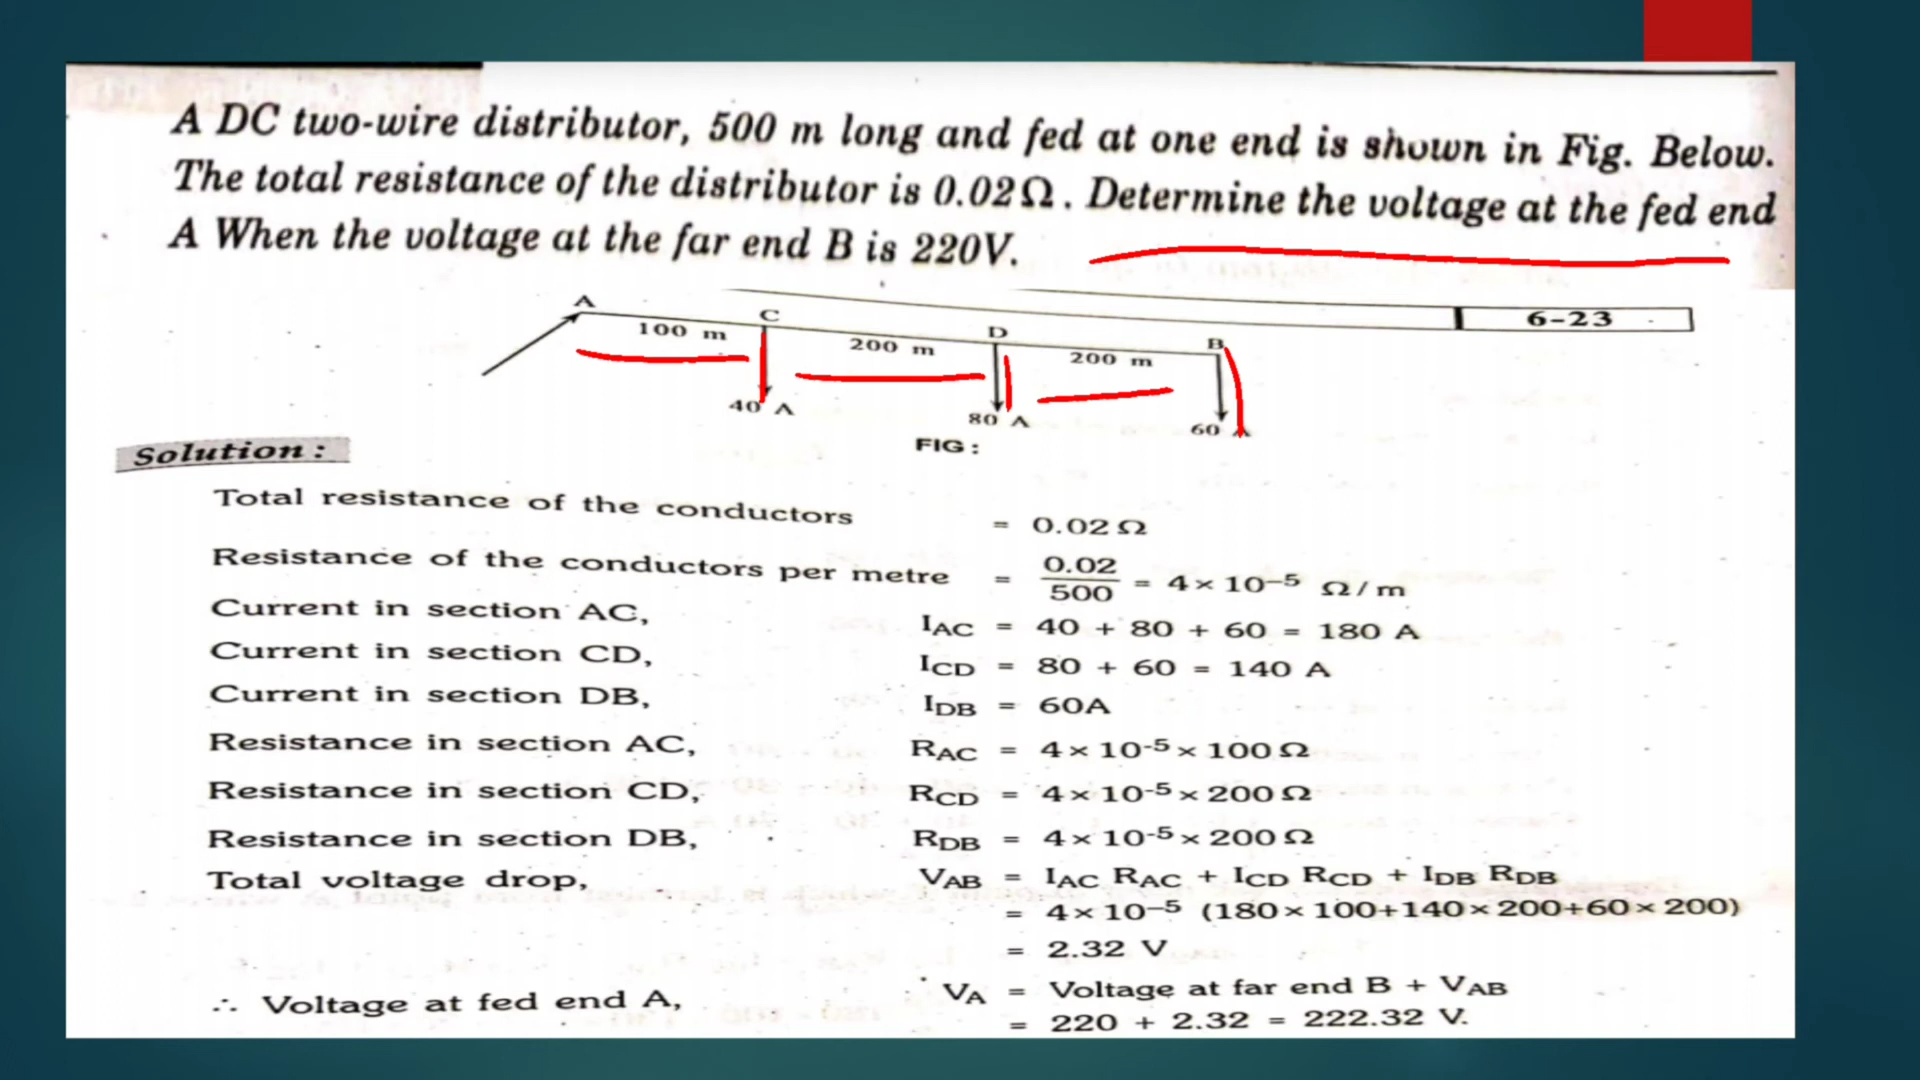 A DC two-wire distributor, 500 m long and fed at one end is shown in Fig. Below.
The total resistance of the distributor is 0.02Ω. Determine the voltage at the fed end
A When the voltage at the far end B is 220V.
6-23
A
C
D
B
100 m
200 m
200 m
40 A
80 A
60 A
FIG :
Solution :
Total resistance of the conductors = 0.02 Ω
Resistance of the conductors per metre = 0.02/500 = 4 × 10–5 Ω/m
Current in section AC, IAC = 40 + 80 + 60 = 180 A
Current in section CD, ICD = 80 + 60 = 140 A
Current in section DB, IDB = 60A
Resistance in section AC, RAC = 4 × 10-5 × 100 Ω
Resistance in section CD, RCD = 4 × 10-5 × 200 Ω
Resistance in section DB, RDB = 4 × 10-5 × 200 Ω
Total voltage drop, VAB = IAC RAC + ICD RCD + IDB RDB
= 4 × 10–5 (180 × 100+140 × 200+60 × 200)
= 2.32 V
∴ Voltage at fed end A, VA = Voltage at far end B + VAB
= 220 + 2.32 = 222.32 V.